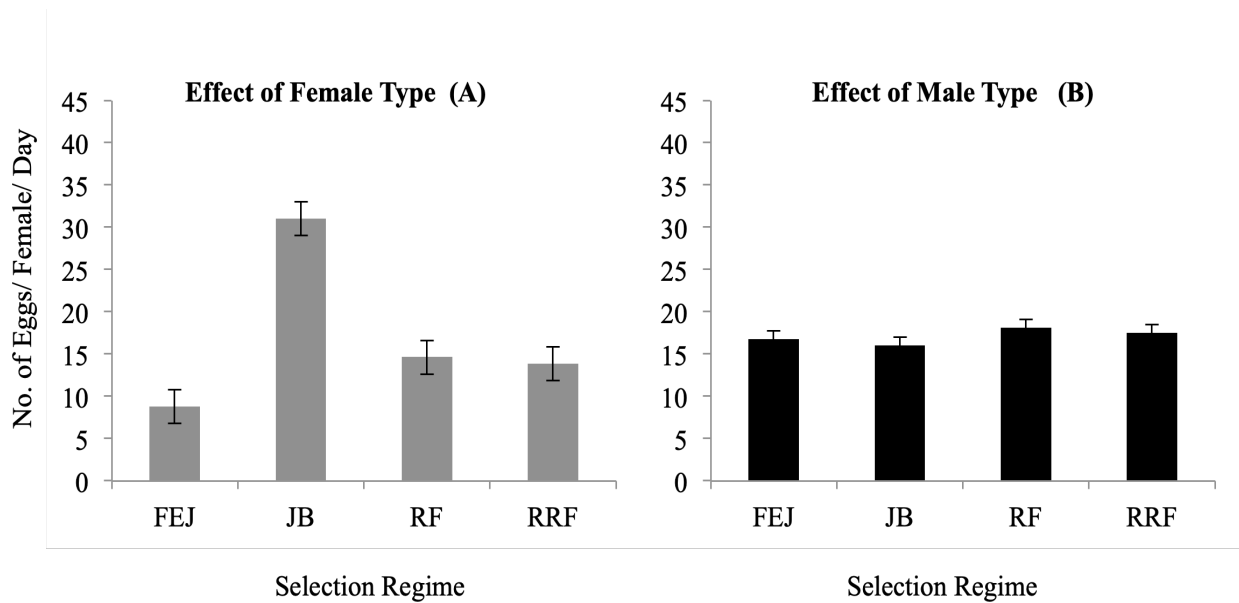 Effect of Female Type (A)
No. of Eggs/ Female/ Day
45
40
35
30
25
20
15
10
5
0
FEJ JB RF RRF
Selection Regime
Effect of Male Type (B)
45
40
35
30
25
20
15
10
5
0
FEJ JB RF RRF
Selection Regime